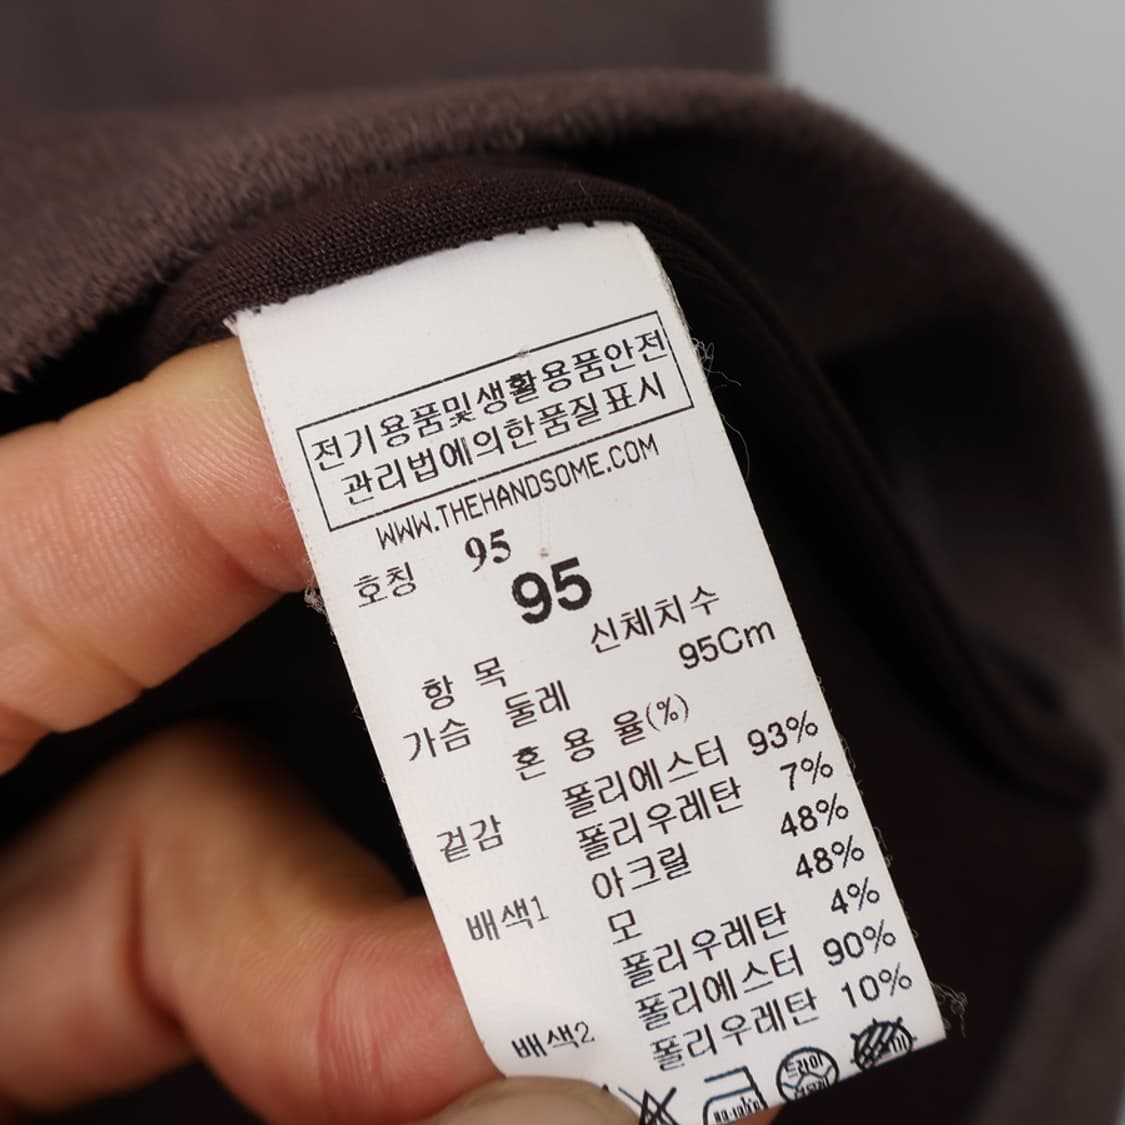 전기용품및생활용품안전
관리법에의한품질표시
WWW.THEHANDSOME.COM
호칭 95
95
신체치수
항 목 95Cm
가슴 둘레
혼 용 율(%)
폴리에스터 93%
겉감 폴리우레탄 7%
아크릴 48%
배색1 모 48%
폴리우레탄 4%
폴리에스터 90%
배색2 폴리우레탄 10%
드라이